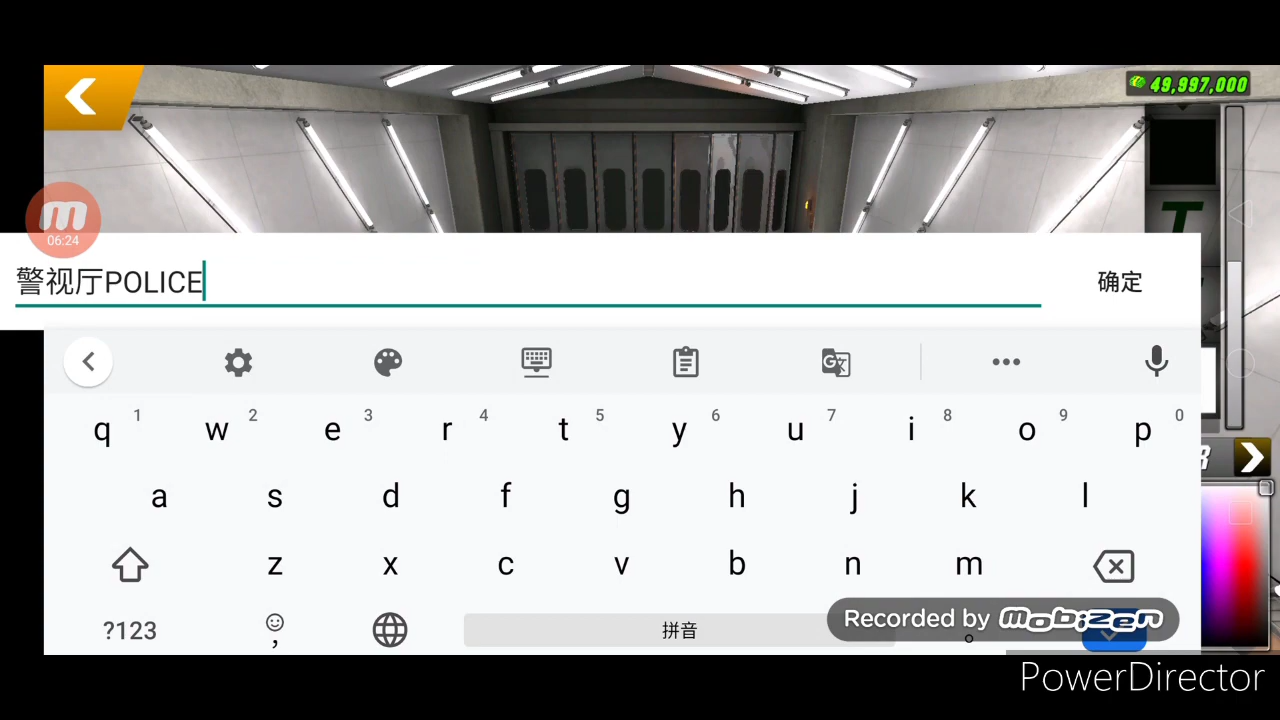 49,997,000
06:24
T
警视厅POLICE
确定
1 2 3 4 5 6 7 8 9 0
q w e r t y u i o p
a s d f g h j k l
R
z x c v b n m
?123 , 拼音 。
Recorded by mobizen
PowerDirector